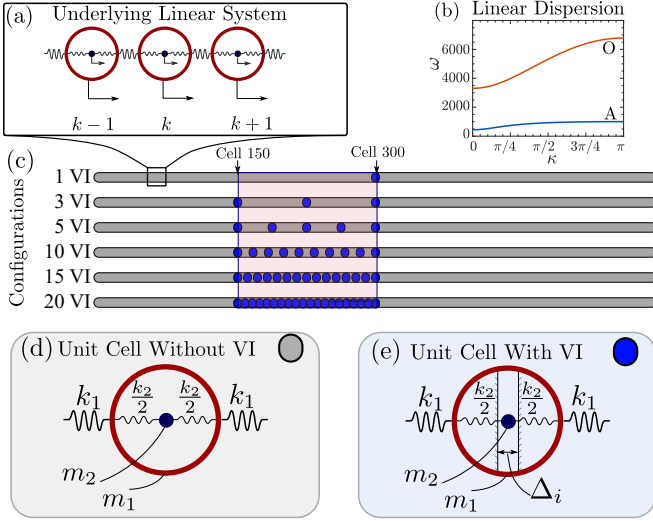 (a) Underlying Linear System
k − 1 k k + 1
(b) Linear Dispersion
ω
6000
4000
2000
0
O
A
0 π/4 π/2 3π/4 π
κ
(c) Cell 150 Cell 300
Configurations
1 VI
3 VI
5 VI
10 VI
15 VI
20 VI
(d) Unit Cell Without VI
k₁ k₂/2 k₂/2 k₁
m₂
m₁
(e) Unit Cell With VI
k₁ k₂/2 k₂/2 k₁
m₂
m₁ Δᵢ